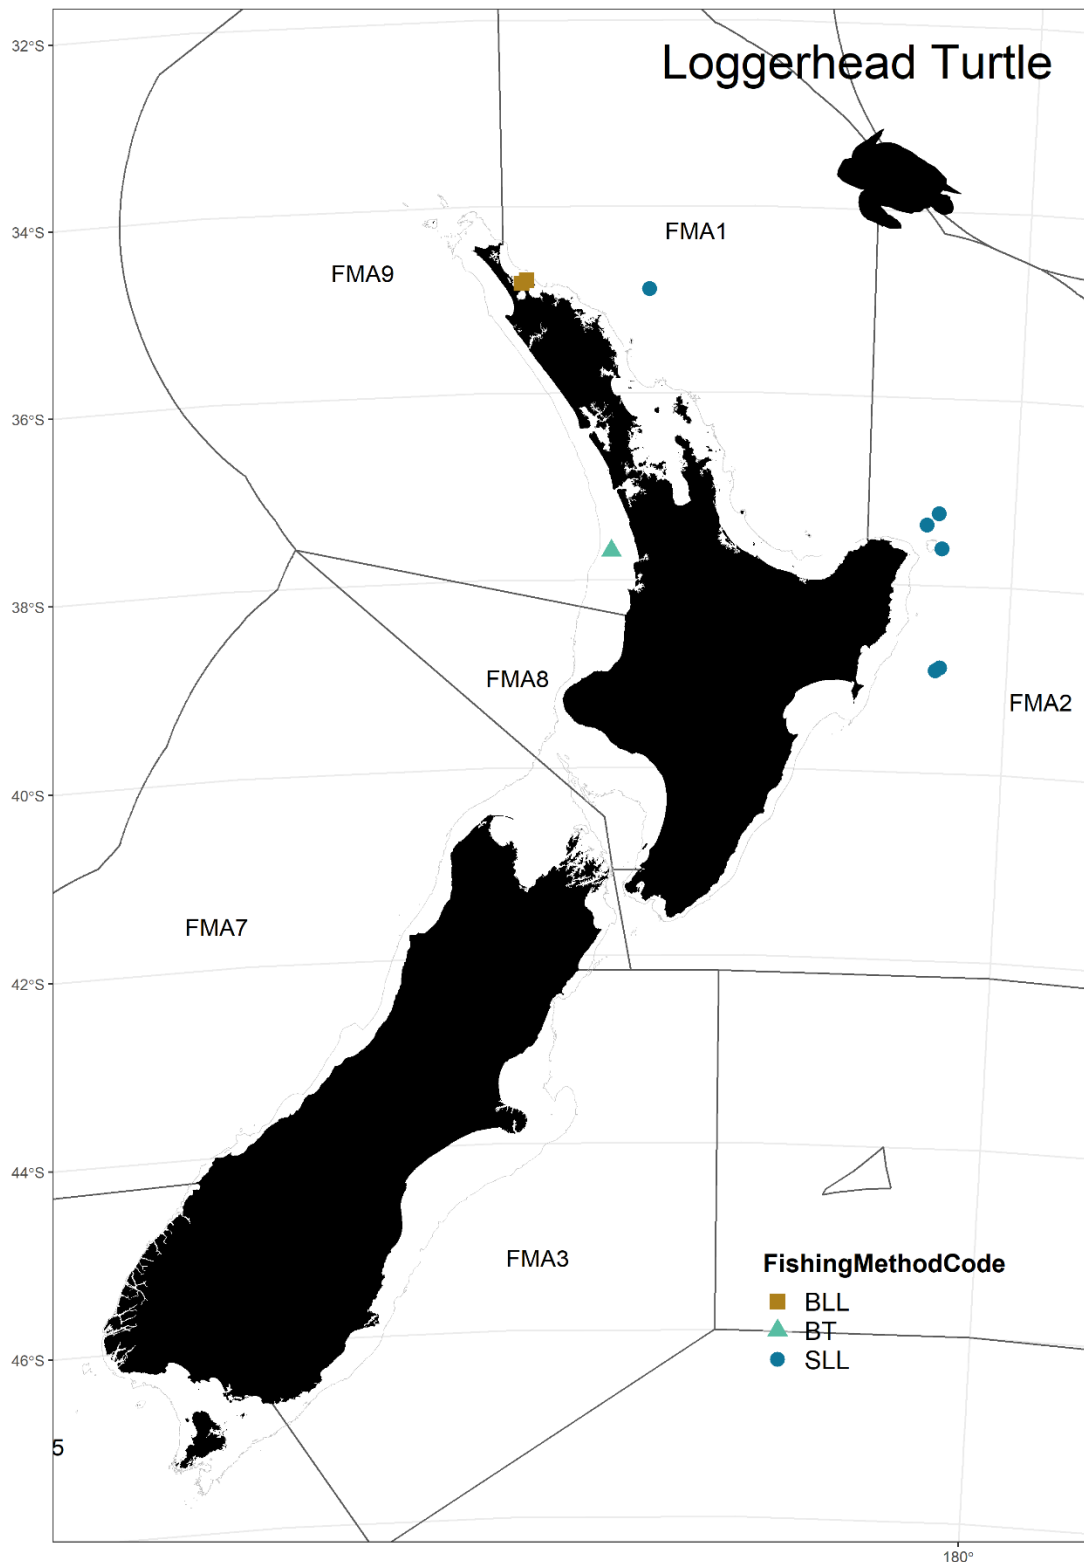 Loggerhead Turtle
32°S
34°S
36°S
38°S
40°S
42°S
44°S
46°S
FMA1
FMA9
FMA8
FMA2
FMA7
FMA3
5
FishingMethodCode
BLL
BT
SLL
180°